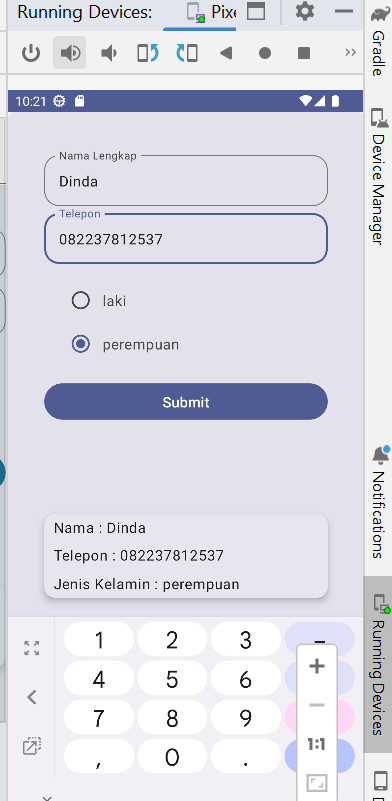 Running Devices: Pixe
Gradle
Device Manager
Notifications
Running Devices
10:21
Nama Lengkap
Dinda
Telepon
082237812537
laki
perempuan
Submit
Nama : Dinda
Telepon : 082237812537
Jenis Kelamin : perempuan
1 2 3 –
4 5 6
7 8 9
, 0 .
1:1